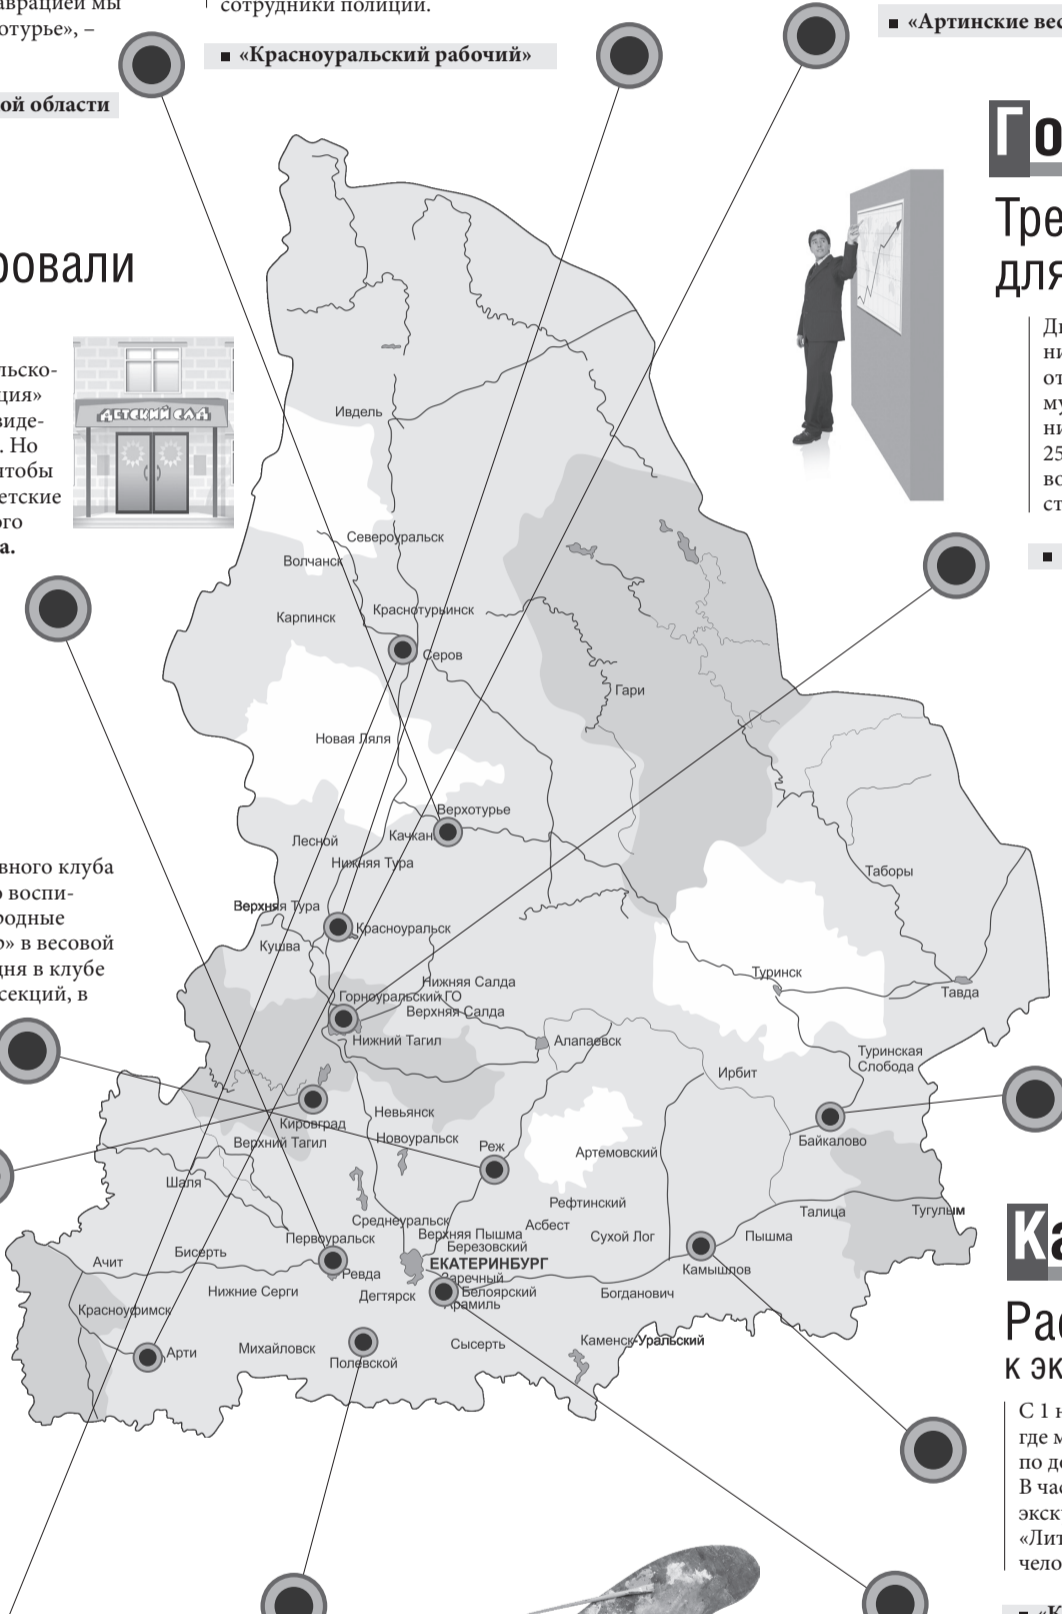 аврацией мы
отурье», –
ой области
сотрудники полиции.
▪ «Красноуральский рабочий»
▪ «Артинские вес
Го
Тре
для
Ди
ни
от
му
ни
25
во
ст
ровали
льско-
ция»
виде-
. Но
чтобы
етские
ого
а.
ДЕТСКИЙ САД
вного клуба
о воспи-
родные
р» в весовой
дня в клубе
секций, в
Ивдель
Североуральск
Волчанск
Краснотурьинск
Карпинск
Серов
Гари
Новая Ляля
Верхотурье
Качкан
Лесной
Нижняя Тура
Таборы
Верхняя Тура
Красноуральск
Кушва
Туринск
Нижняя Салда
Тавда
Горноуральский ГО
Верхняя Салда
Нижний Тагил
Алапаевск
Туринская
Слобода
Ирбит
Невьянск
Кировград
Новоуральск
Верхний Тагил
Реж
Байкалово
Артемовский
Шаля
Рефтинский
Талица
Тугулым
Среднеуральск
Асбест
Верхняя Пышма
Первоуральск
Сухой Лог
Пышма
Березовский
Бисерть
Ачит
ЕКАТЕРИНБУРГ
Камышлов
Ревда
Заречный
Нижние Серги
Дегтярск
Белоярский
Богданович
Арамиль
Красноуфимск
Каменск-Уральский
Сысерть
Михайловск
Арти
Полевской
Ка
Рас
к эк
С 1 н
где м
по де
В час
экск
«Лит
чело
▪ «К